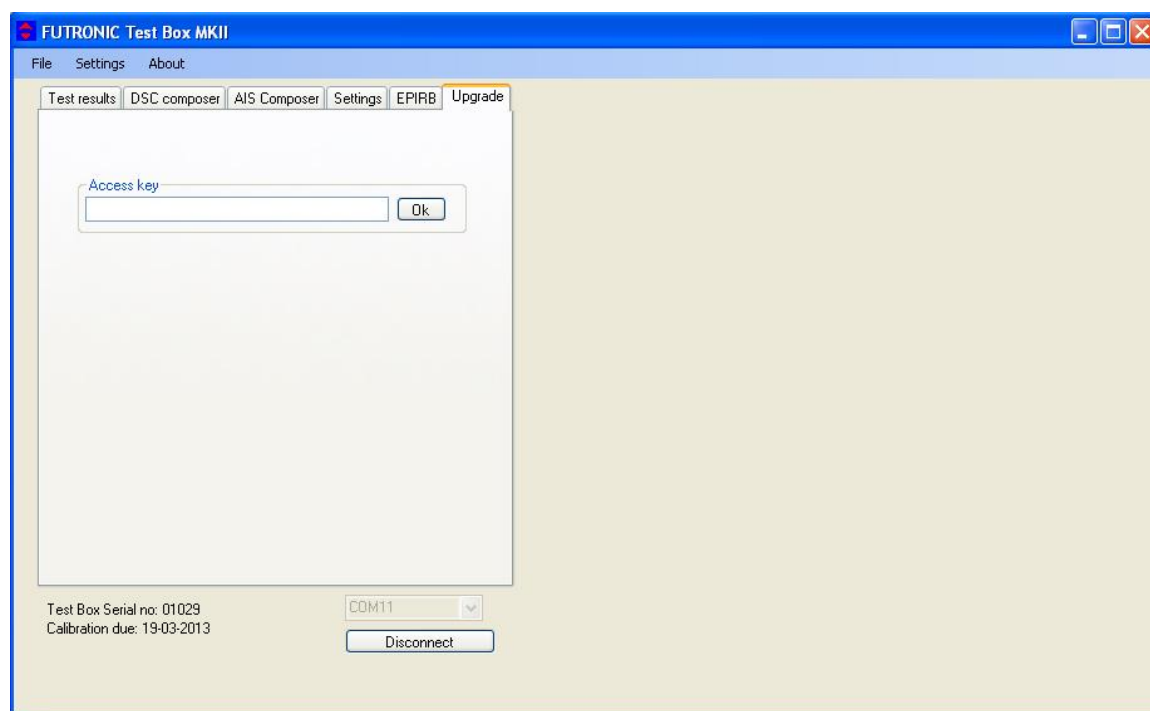 FUTRONIC Test Box MKII
File Settings About
Test results DSC composer AIS Composer Settings EPIRB Upgrade
Access key
Ok
Test Box Serial no: 01029
Calibration due: 19-03-2013
COM11
Disconnect